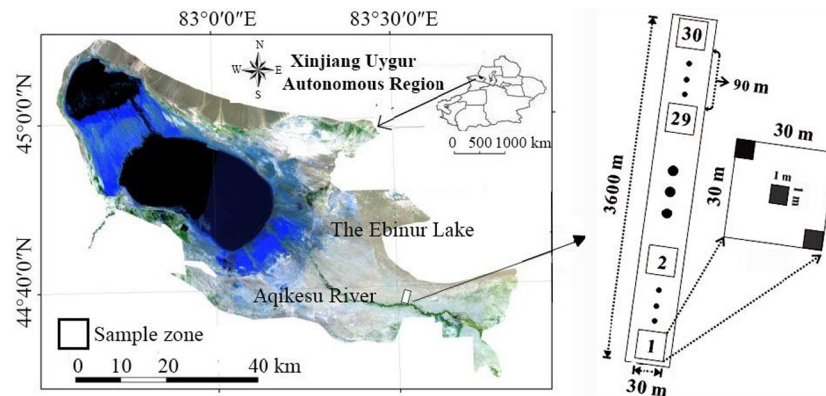 83°0′0″E
83°30′0″E
N
W
E
S
Xinjiang Uygur
Autonomous Region
0 500 1000 km
45°0′0″N
44°40′0″N
The Ebinur Lake
Aqikesu River
Sample zone
0 10 20 40 km
30
90 m
29
3600 m
2
1
30 m
30 m
30 m
1 m
1 m